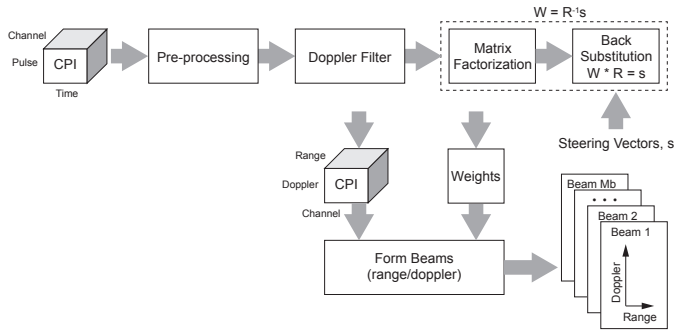 W = R⁻¹s
Channel
Pulse
CPI
Time
Pre-processing
Doppler Filter
Matrix
Factorization
Back
Substitution
W * R = s
Steering Vectors, s
Range
Doppler
CPI
Channel
Weights
Form Beams
(range/doppler)
Beam Mb
• • •
Beam 2
Beam 1
Doppler
Range